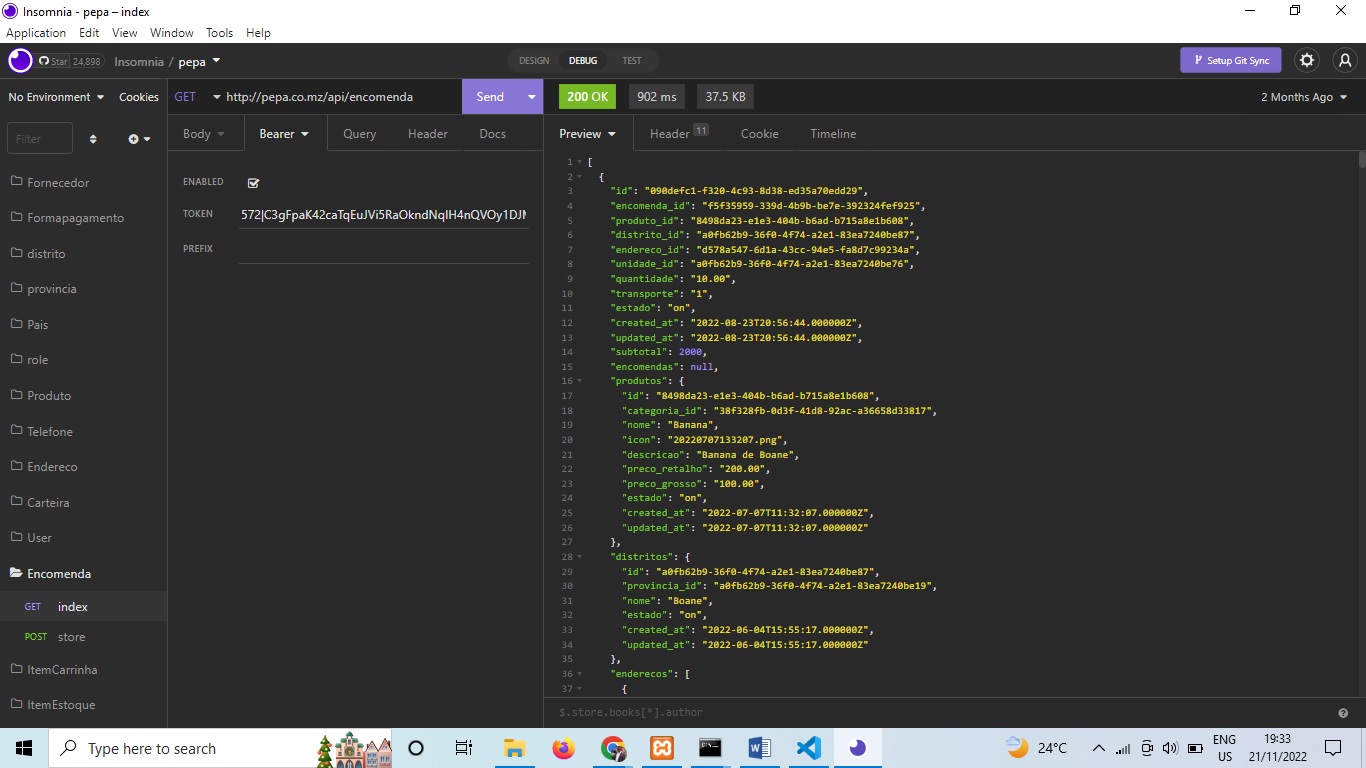 Insomnia - pepa – index
Application Edit View Window Tools Help
Star 24,898 Insomnia / pepa DESIGN DEBUG TEST Setup Git Sync
No Environment Cookies GET http://pepa.co.mz/api/encomenda Send 200 OK 902 ms 37.5 KB 2 Months Ago
Filter Body Bearer Query Header Docs Preview Header 11 Cookie Timeline
ENABLED
TOKEN 572|C3gFpaK42caTqEuJVi5RaOkndNqIH4nQVOy1DJM
PREFIX
Fornecedor
Formapagamento
distrito
provincia
Pais
role
Produto
Telefone
Endereco
Carteira
User
Encomenda
GET index
POST store
ItemCarrinha
ItemEstoque
1 [
2 {
3 "id": "090defc1-f320-4c93-8d38-ed35a70edd29",
4 "encomenda_id": "f5f35959-339d-4b9b-be7e-392324fef925",
5 "produto_id": "8498da23-e1e3-404b-b6ad-b715a8e1b608",
6 "distrito_id": "a0fb62b9-36f0-4f74-a2e1-83ea7240be87",
7 "endereco_id": "d578a547-6d1a-43cc-94e5-fa8d7c99234a",
8 "unidade_id": "a0fb62b9-36f0-4f74-a2e1-83ea7240be76",
9 "quantidade": "10.00",
10 "transporte": "1",
11 "estado": "on",
12 "created_at": "2022-08-23T20:56:44.000000Z",
13 "updated_at": "2022-08-23T20:56:44.000000Z",
14 "subtotal": 2000,
15 "encomendas": null,
16 "produtos": {
17 "id": "8498da23-e1e3-404b-b6ad-b715a8e1b608",
18 "categoria_id": "38f328fb-0d3f-41d8-92ac-a36658d33817",
19 "nome": "Banana",
20 "icon": "20220707133207.png",
21 "descricao": "Banana de Boane",
22 "preco_retalho": "200.00",
23 "preco_grosso": "100.00",
24 "estado": "on",
25 "created_at": "2022-07-07T11:32:07.000000Z",
26 "updated_at": "2022-07-07T11:32:07.000000Z"
27 },
28 "distritos": {
29 "id": "a0fb62b9-36f0-4f74-a2e1-83ea7240be87",
30 "provincia_id": "a0fb62b9-36f0-4f74-a2e1-83ea7240be19",
31 "nome": "Boane",
32 "estado": "on",
33 "created_at": "2022-06-04T15:55:17.000000Z",
34 "updated_at": "2022-06-04T15:55:17.000000Z"
35 },
36 "enderecos": [
37 {
$.store.books[*].author
Type here to search 24°C ENG 19:33
US 21/11/2022